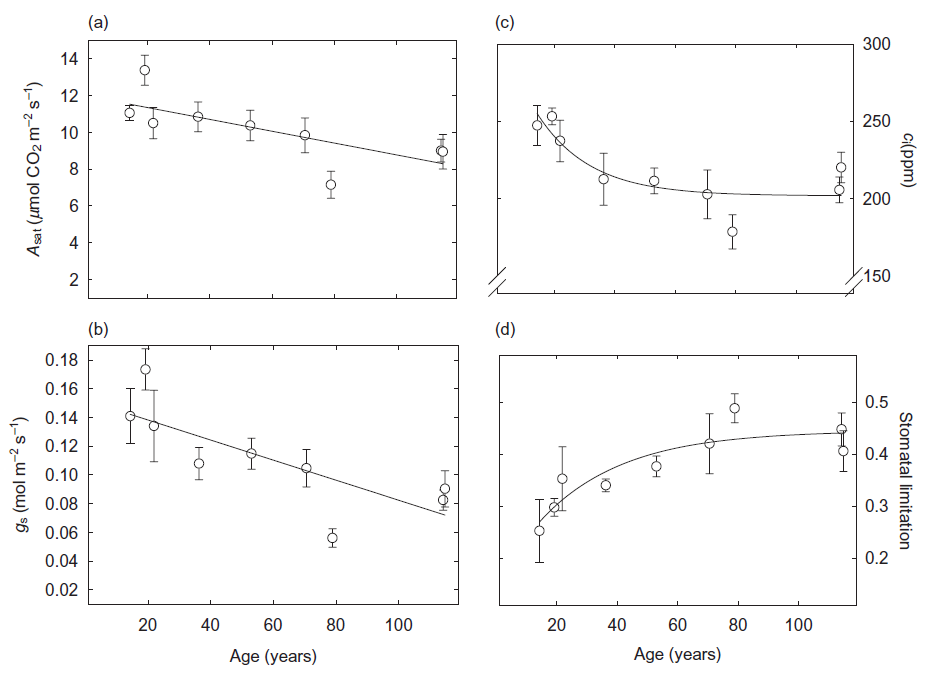 (a)
14
12
10
8
6
4
2
Asat (μmol CO2 m−2 s−1)
(c)
300
250
200
150
ci(ppm)
(b)
0.18
0.16
0.14
0.12
0.10
0.08
0.06
0.04
0.02
gs (mol m−2 s−1)
20 40 60 80 100
Age (years)
(d)
0.5
0.4
0.3
0.2
Stomatal limitation
20 40 60 80 100
Age (years)